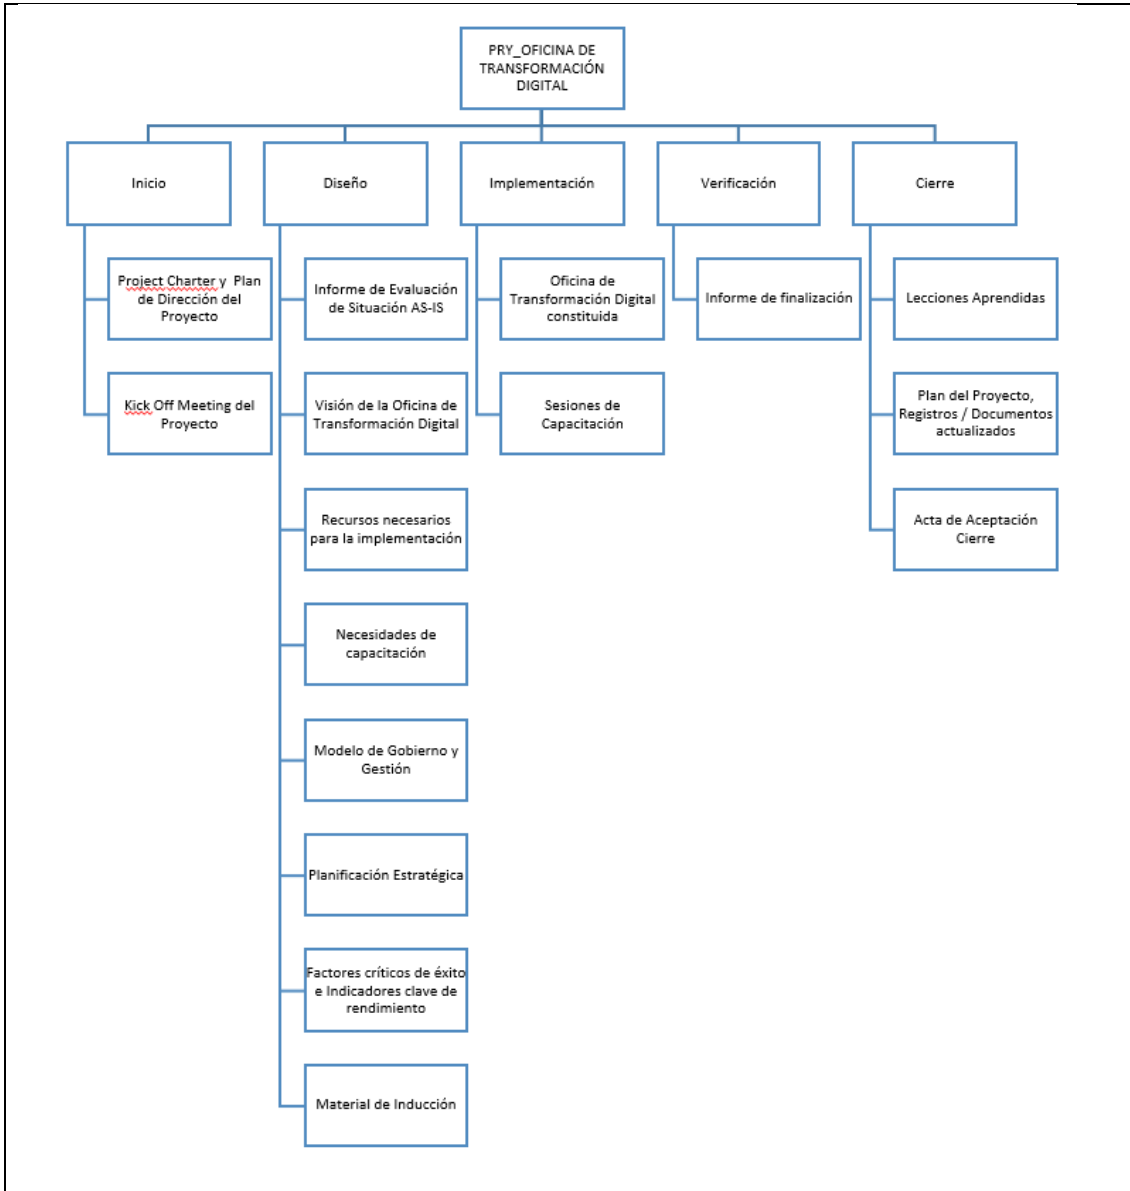 PRY_OFICINA DE
TRANSFORMACIÓN
DIGITAL
Inicio
Diseño
Implementación
Verificación
Cierre
Project Charter y Plan
de Dirección del
Proyecto
Kick Off Meeting del
Proyecto
Informe de Evaluación
de Situación AS-IS
Visión de la Oficina de
Transformación Digital
Recursos necesarios
para la implementación
Necesidades de
capacitación
Modelo de Gobierno y
Gestión
Planificación Estratégica
Factores críticos de éxito
e Indicadores clave de
rendimiento
Material de Inducción
Oficina de
Transformación Digital
constituida
Sesiones de
Capacitación
Informe de finalización
Lecciones Aprendidas
Plan del Proyecto,
Registros / Documentos
actualizados
Acta de Aceptación
Cierre